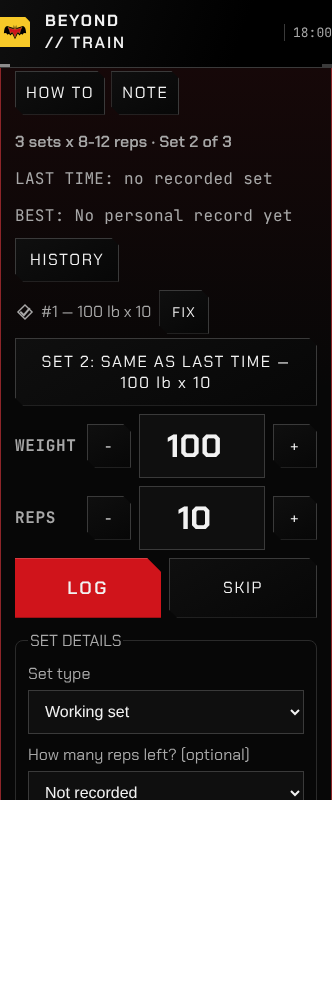 BEYOND
// TRAIN
18:00
HOW TO
NOTE
3 sets x 8-12 reps · Set 2 of 3
LAST TIME: no recorded set
BEST: No personal record yet
HISTORY
#1 — 100 lb x 10
FIX
SET 2: SAME AS LAST TIME —
100 lb x 10
WEIGHT
-
100
+
REPS
-
10
+
LOG
SKIP
SET DETAILS
Set type
Working set
How many reps left? (optional)
Not recorded